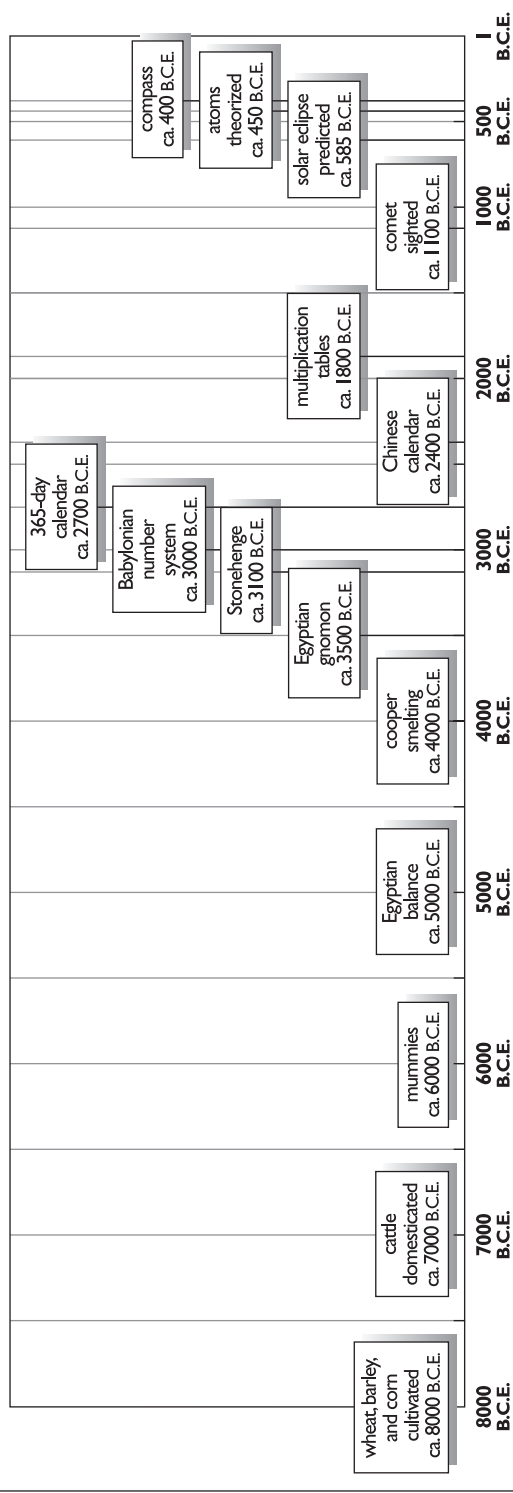 365-day
calendar
ca. 2700 B.C.E.
Babylonian
number
system
ca. 3000 B.C.E.
compass
ca. 400 B.C.E.
atoms
theorized
ca. 450 B.C.E.
Stonehenge
ca. 3100 B.C.E.
Egyptian
gnomon
ca. 3500 B.C.E.
multiplication
tables
ca. 1800 B.C.E.
solar eclipse
predicted
ca. 585 B.C.E.
wheat, barley,
and corn
cultivated
ca. 8000 B.C.E.
cattle
domesticated
ca. 7000 B.C.E.
mummies
ca. 6000 B.C.E.
Egyptian
balance
ca. 5000 B.C.E.
cooper
smelting
ca. 4000 B.C.E.
Chinese
calendar
ca. 2400 B.C.E.
comet
sighted
ca. 1100 B.C.E.
8000
B.C.E.
7000
B.C.E.
6000
B.C.E.
5000
B.C.E.
4000
B.C.E.
3000
B.C.E.
2000
B.C.E.
1000
B.C.E.
500
B.C.E.
1
B.C.E.